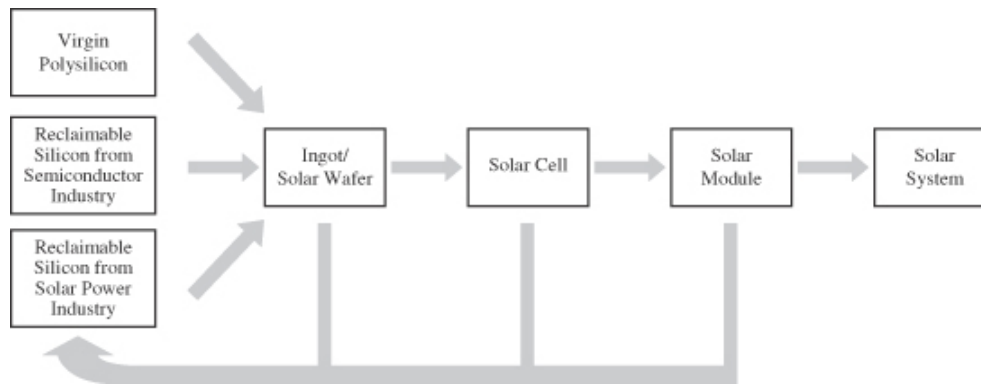 Virgin
Polysilicon
Reclaimable
Silicon from
Semiconductor
Industry
Reclaimable
Silicon from
Solar Power
Industry
Ingot/
Solar Wafer
Solar Cell
Solar
Module
Solar
System